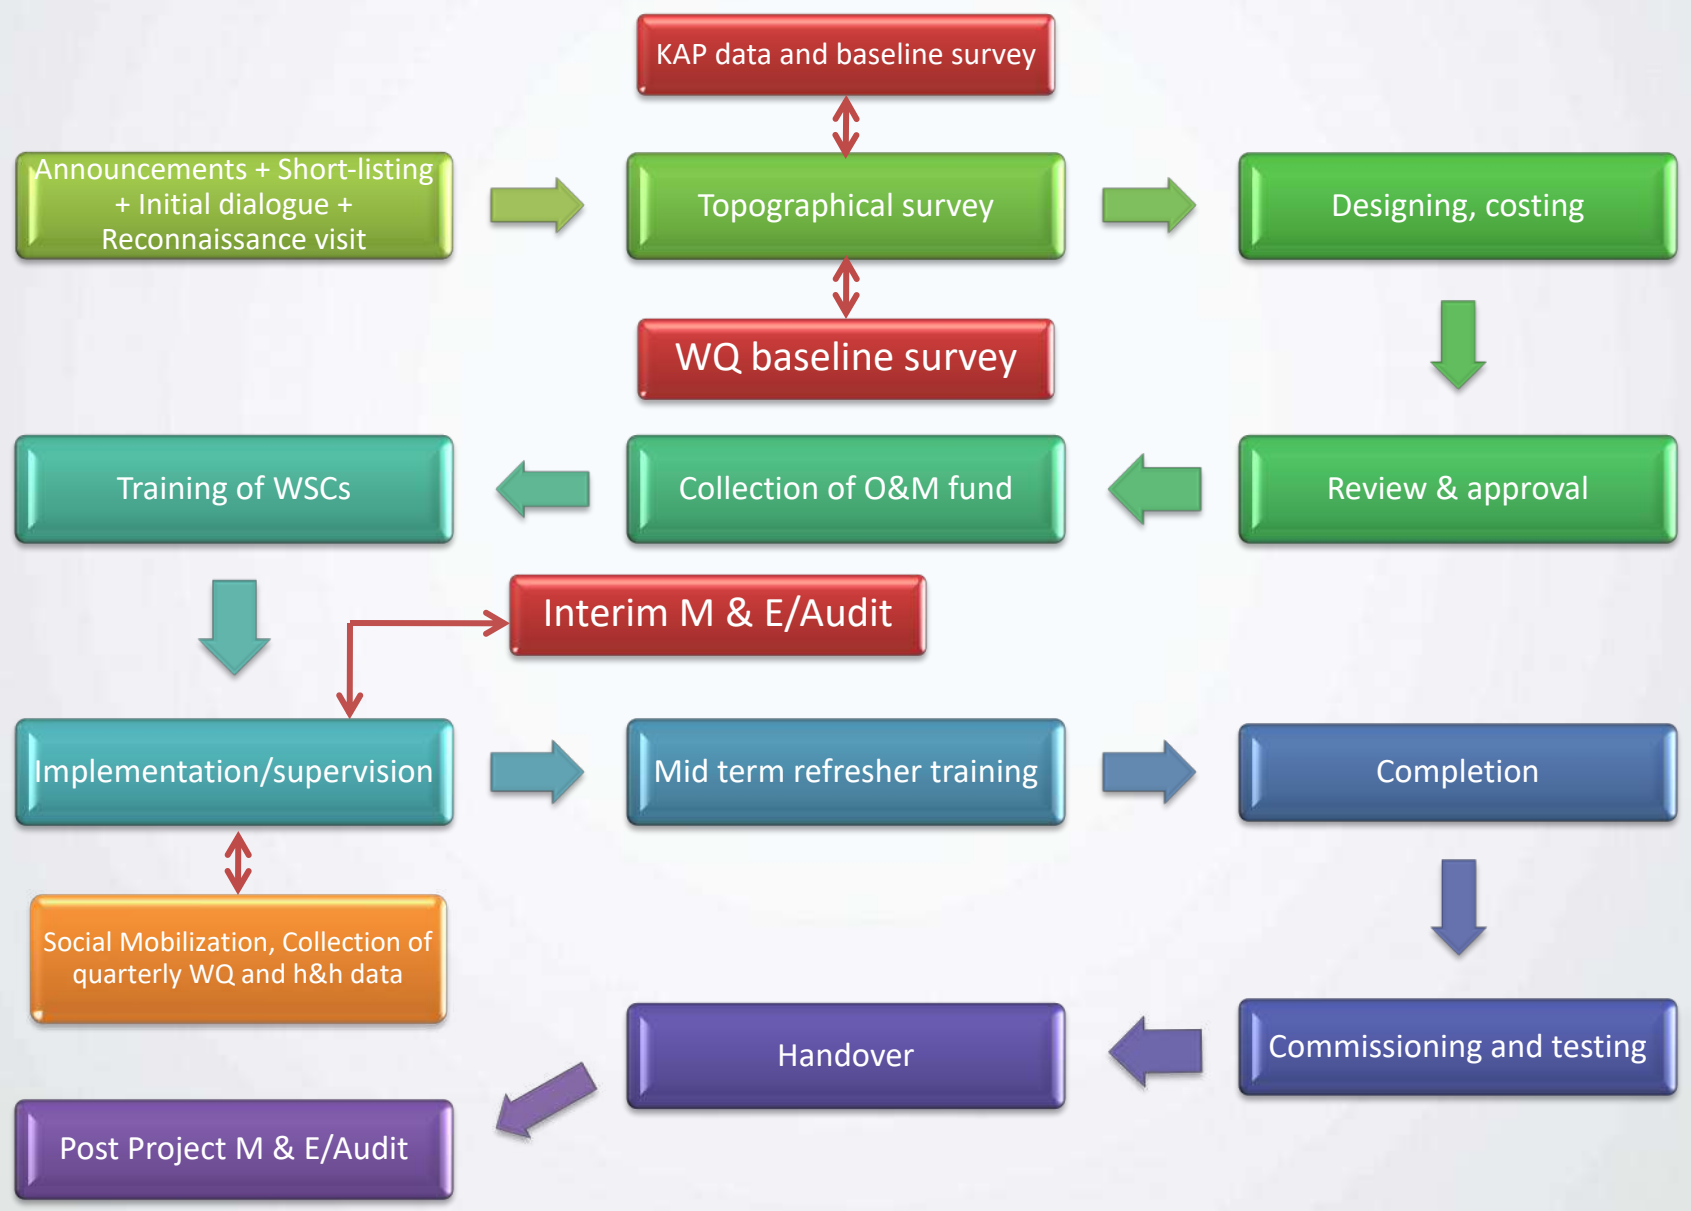 KAP data and baseline survey
Announcements + Short-listing
+ Initial dialogue +
Reconnaissance visit
Topographical survey
Designing, costing
WQ baseline survey
Training of WSCs
Collection of O&M fund
Review & approval
Interim M & E/Audit
Implementation/supervision
Mid term refresher training
Completion
Social Mobilization, Collection of
quarterly WQ and h&h data
Handover
Commissioning and testing
Post Project M & E/Audit